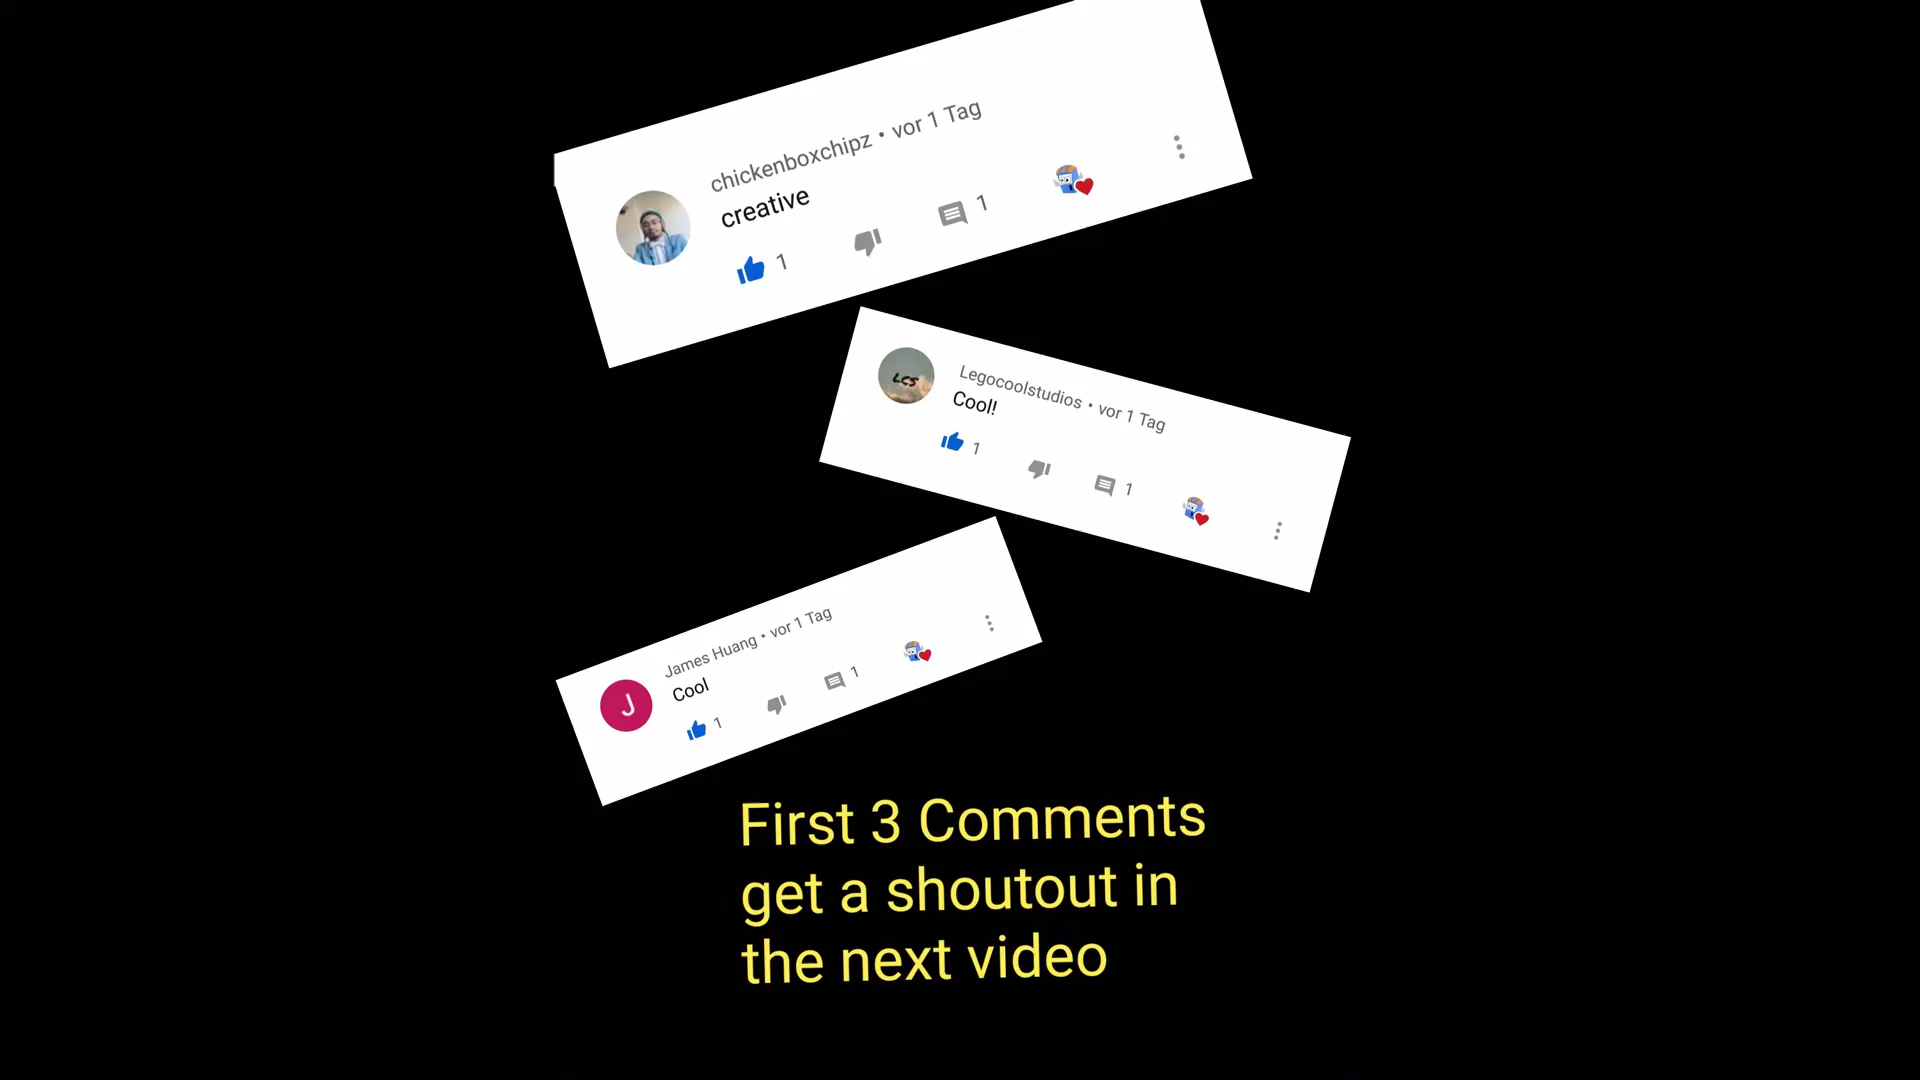 chickenboxchipz • vor 1 Tag
creative
1
1
LCS
Legocoolstudios • vor 1 Tag
Cool!
1
1
J
James Huang • vor 1 Tag
Cool
1
1
First 3 Comments
get a shoutout in
the next video